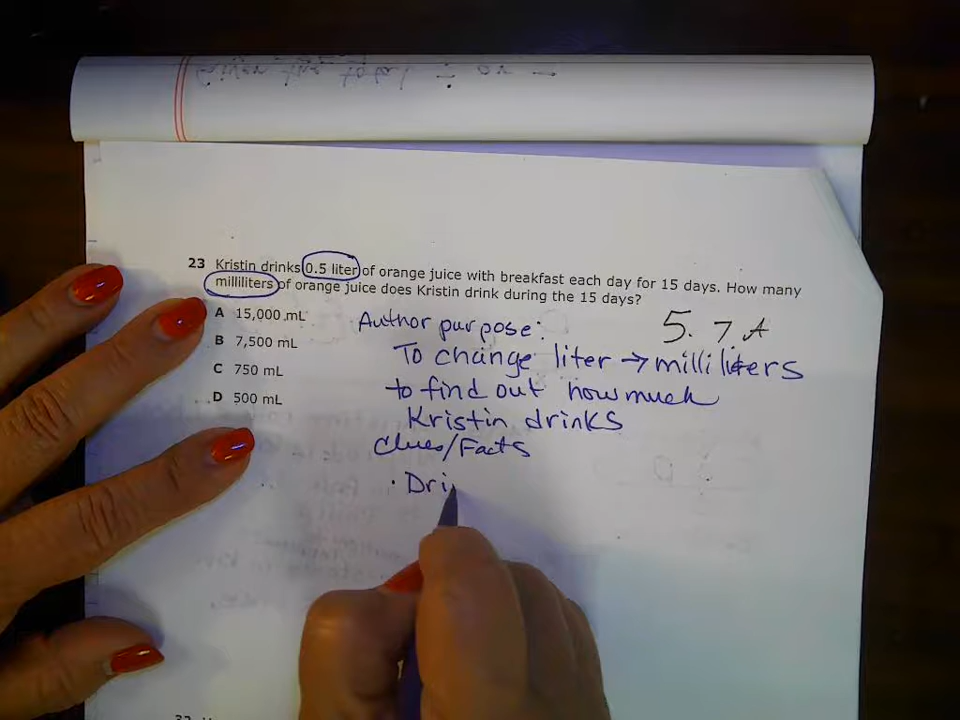 23 Kristin drinks 0.5 liter of orange juice with breakfast each day for 15 days. How many
milliliters of orange juice does Kristin drink during the 15 days?
A 15,000 mL
B 7,500 mL
C 750 mL
D 500 mL
Author purpose:
5.7.A
To change liter → milliliters
to find out how much
Kristin drinks
Clues/Facts
· Dri